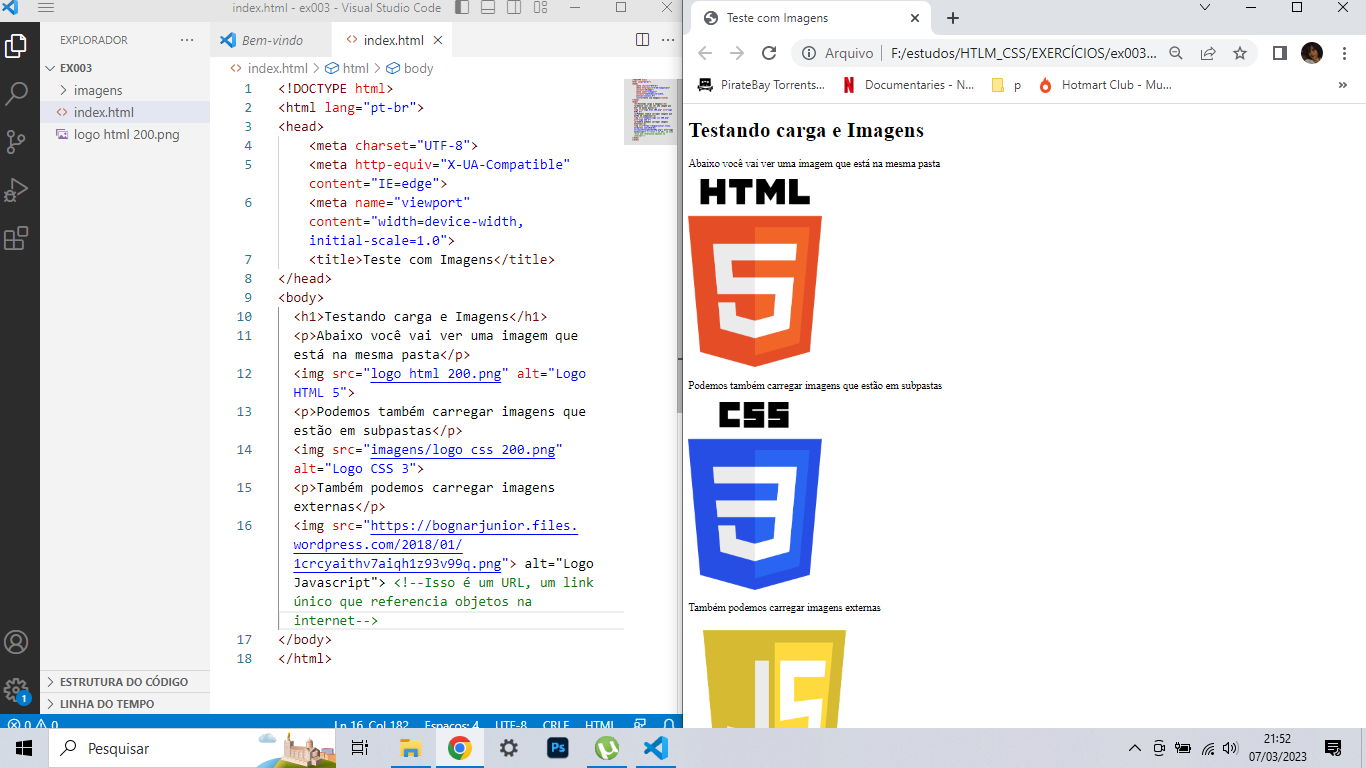 index.html - ex003 - Visual Studio Code
EXPLORADOR
EX003
imagens
index.html
logo html 200.png
ESTRUTURA DO CÓDIGO
LINHA DO TEMPO
1
Bem-vindo
index.html
index.html > html > body
1 <!DOCTYPE html>
2 <html lang="pt-br">
3 <head>
4 <meta charset="UTF-8">
5 <meta http-equiv="X-UA-Compatible"
content="IE=edge">
6 <meta name="viewport"
content="width=device-width,
initial-scale=1.0">
7 <title>Teste com Imagens</title>
8 </head>
9 <body>
10 <h1>Testando carga e Imagens</h1>
11 <p>Abaixo você vai ver uma imagem que
está na mesma pasta</p>
12 <img src="logo html 200.png" alt="Logo
HTML 5">
13 <p>Podemos também carregar imagens que
estão em subpastas</p>
14 <img src="imagens/logo css 200.png"
alt="Logo CSS 3">
15 <p>Também podemos carregar imagens
externas</p>
16 <img src="https://bognarjunior.files.
wordpress.com/2018/01/
1crcyaithv7aiqh1z93v99q.png"> alt="Logo
Javascript"> <!--Isso é um URL, um link
único que referencia objetos na
internet-->
17 </body>
18 </html>
0 0
Ln 16, Col 182 Espaços: 4 UTF-8 CRLF HTML
Teste com Imagens
Arquivo F:/estudos/HTLM_CSS/EXERCÍCIOS/ex003...
PirateBay Torrents... Documentaries - N... p Hotmart Club - Mu... »
Testando carga e Imagens
Abaixo você vai ver uma imagem que está na mesma pasta
HTML
5
Podemos também carregar imagens que estão em subpastas
CSS
3
Também podemos carregar imagens externas
JS
Pesquisar
Ps
21:52
07/03/2023